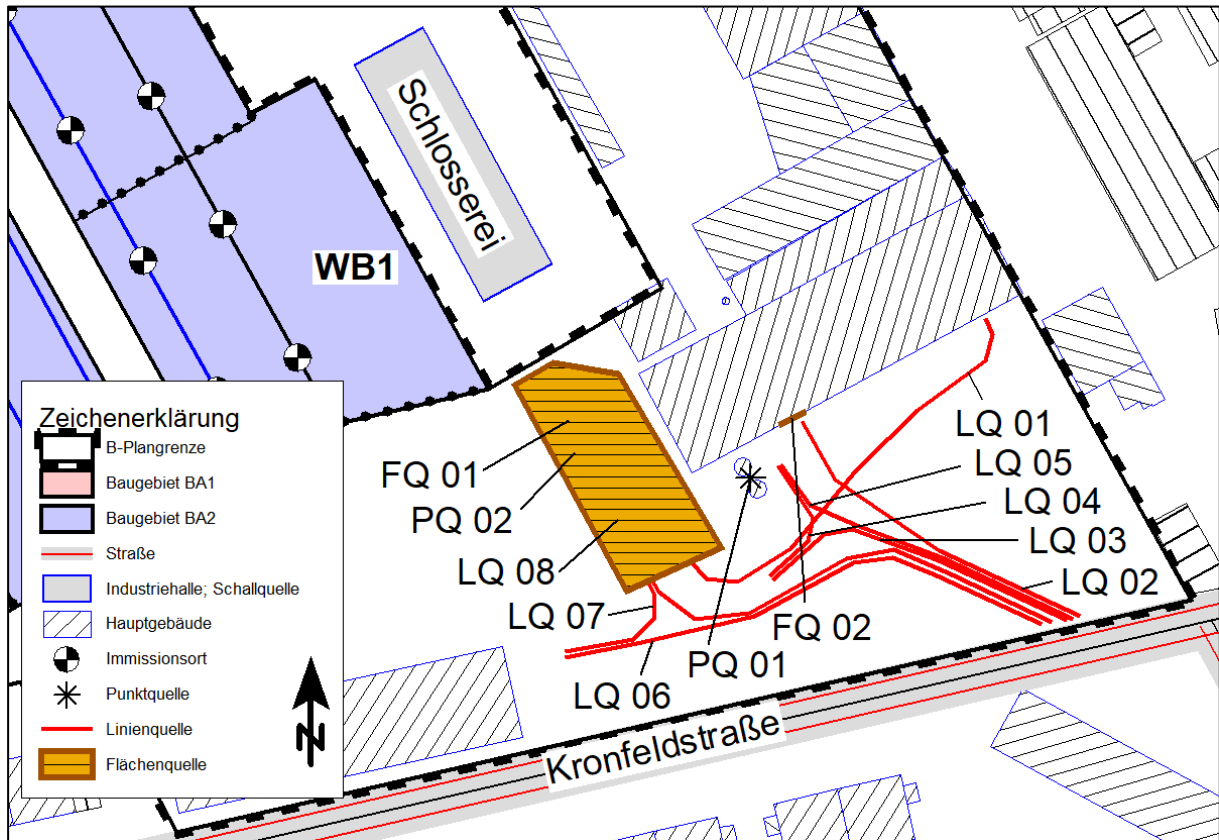 Schlosserei
WB1
Zeichenerklärung
B-Plangrenze
Baugebiet BA1
Baugebiet BA2
Straße
Industriehalle; Schallquelle
Hauptgebäude
Immissionsort
Punktquelle
Linienquelle
Flächenquelle
N
FQ 01
PQ 02
LQ 08
LQ 07
LQ 06
LQ 01
LQ 05
LQ 04
LQ 03
LQ 02
FQ 02
PQ 01
Kronfeldstraße